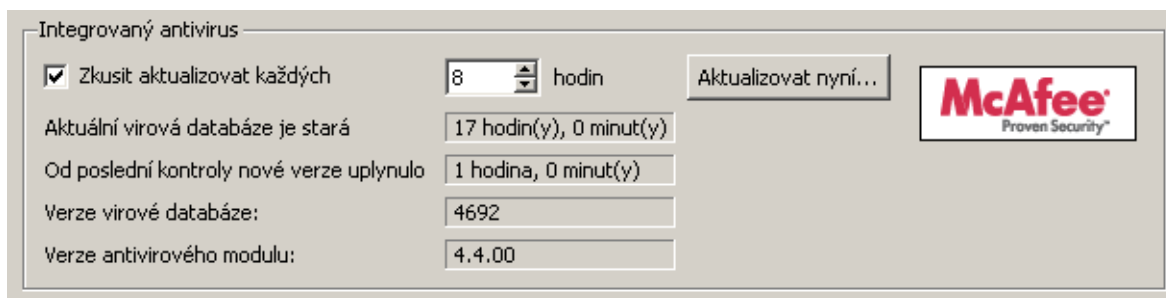 Integrovaný antivirus
Zkusit aktualizovat každých 8 hodin Aktualizovat nyní...
McAfee
Proven Security™
Aktuální virová databáze je stará 17 hodin(y), 0 minut(y)
Od poslední kontroly nové verze uplynulo 1 hodina, 0 minut(y)
Verze virové databáze: 4692
Verze antivirového modulu: 4.4.00